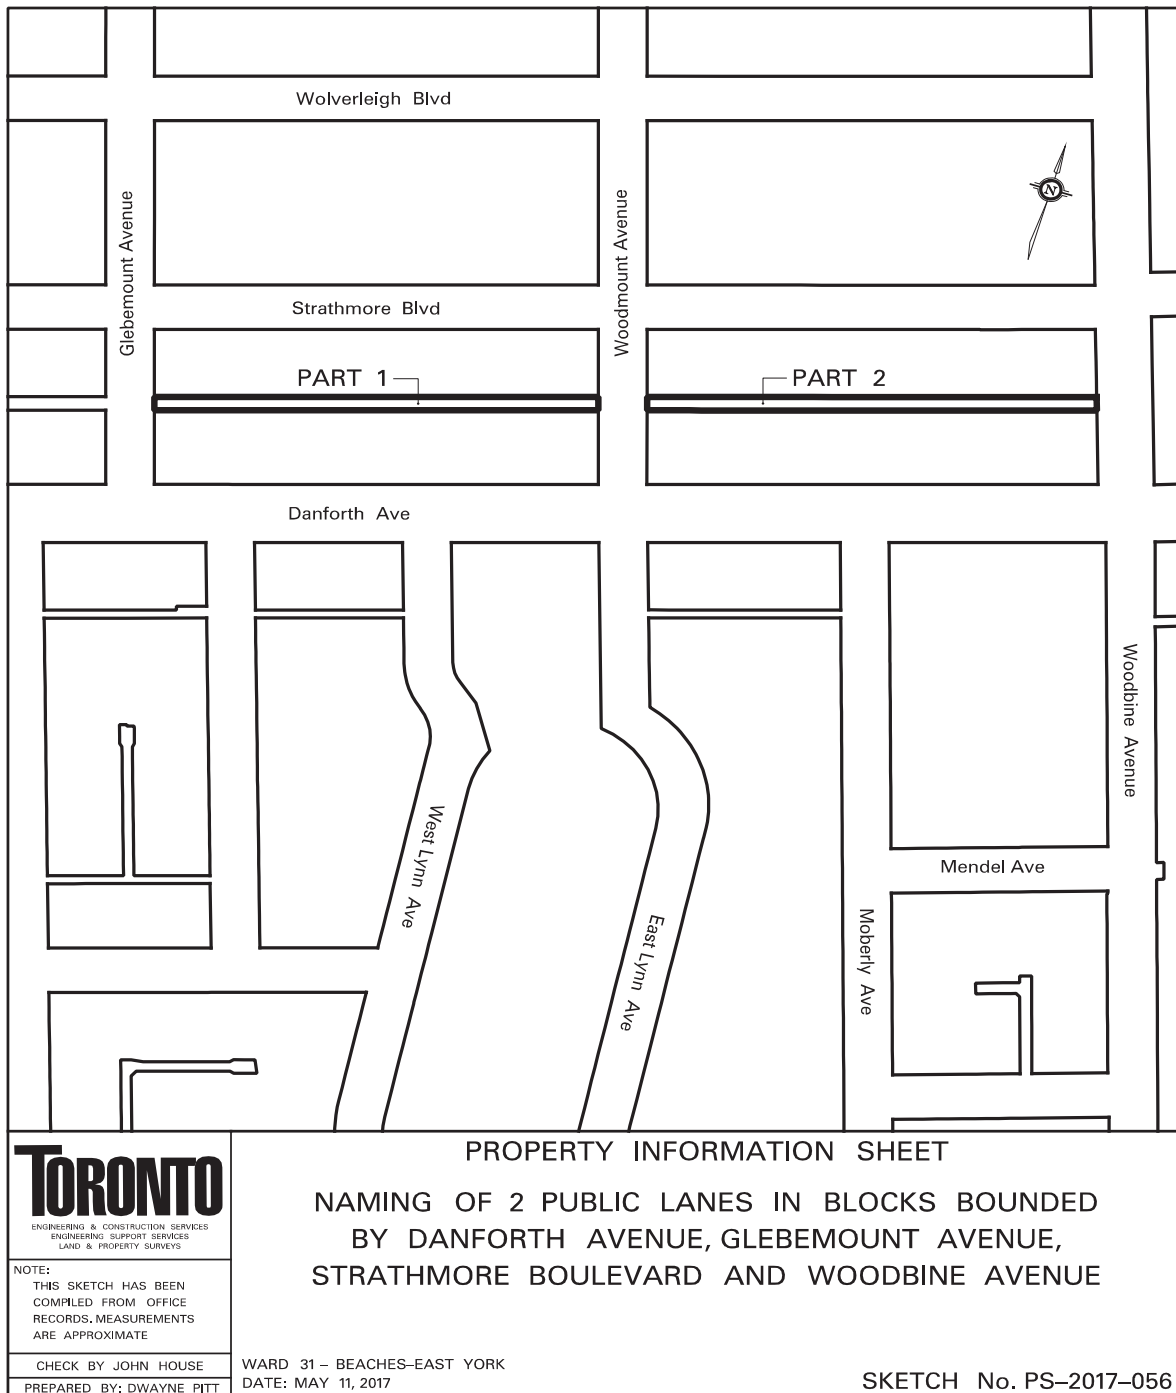 Wolverleigh Blvd
Glebemount Avenue
Woodmount Avenue
N
Strathmore Blvd
PART 1
PART 2
Danforth Ave
Woodbine Avenue
West Lynn Ave
East Lynn Ave
Moberly Ave
Mendel Ave
TORONTO
ENGINEERING & CONSTRUCTION SERVICES
ENGINEERING SUPPORT SERVICES
LAND & PROPERTY SURVEYS
NOTE:
THIS SKETCH HAS BEEN
COMPILED FROM OFFICE
RECORDS. MEASUREMENTS
ARE APPROXIMATE
CHECK BY JOHN HOUSE
PREPARED BY: DWAYNE PITT
PROPERTY INFORMATION SHEET
NAMING OF 2 PUBLIC LANES IN BLOCKS BOUNDED
BY DANFORTH AVENUE, GLEBEMOUNT AVENUE,
STRATHMORE BOULEVARD AND WOODBINE AVENUE
WARD 31 – BEACHES–EAST YORK
DATE: MAY 11, 2017
SKETCH No. PS–2017–056